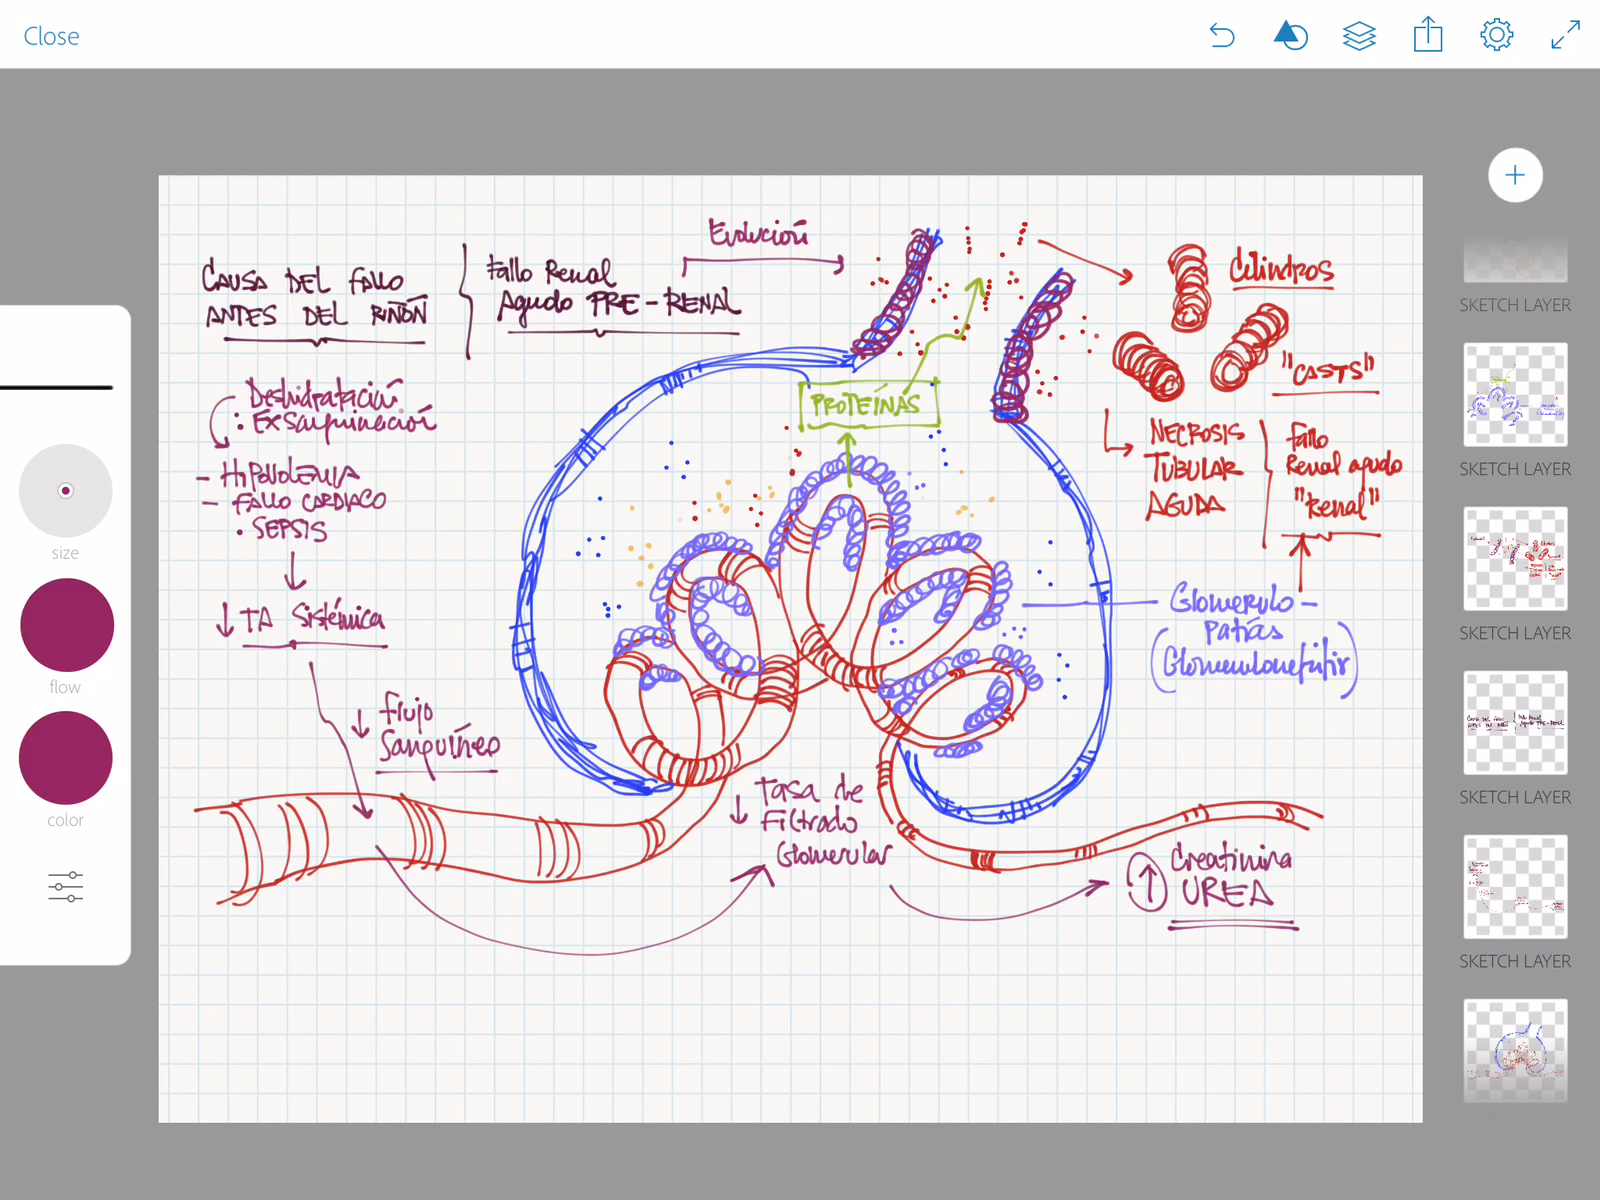 Close
Evolución
CAUSA DEL FALLO
ANTES DEL RIÑÓN
Fallo Renal
Agudo PRE-RENAL
Cilindros
"CASTS"
Deshidratación
• Exsanguinación
- Hipovolemia
- FALLO CARDIACO
• SEPSIS
↓ TA Sistémica
↓ Flujo
Sanguíneo
PROTEÍNAS
NECROSIS
TUBULAR
AGUDA
Fallo
Renal agudo
"Renal"
Glomerulo-
patías
(Glomerulonefritis)
↓ Tasa de
Filtrado
Glomerular
↑ Creatinina
UREA
size
flow
color
SKETCH LAYER
SKETCH LAYER
SKETCH LAYER
SKETCH LAYER
SKETCH LAYER